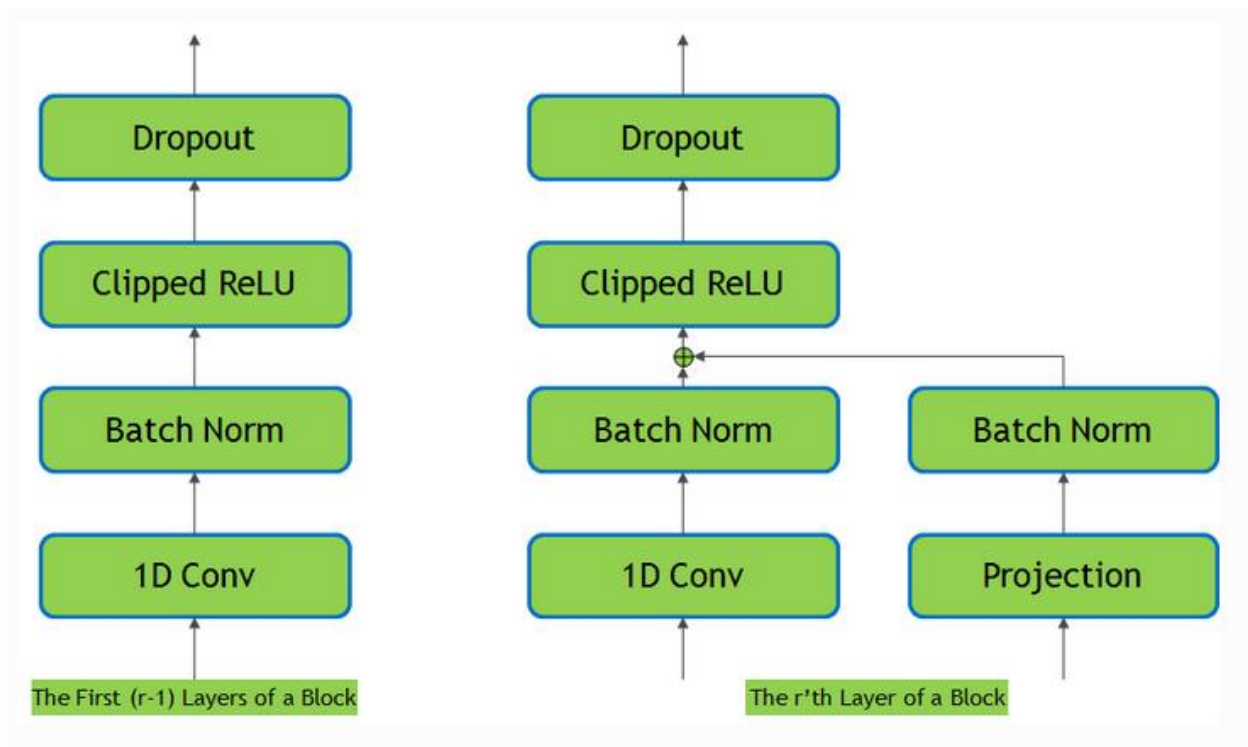 Dropout
Clipped ReLU
Batch Norm
1D Conv
The First (r-1) Layers of a Block
Dropout
Clipped ReLU
Batch Norm
Batch Norm
1D Conv
Projection
The r'th Layer of a Block